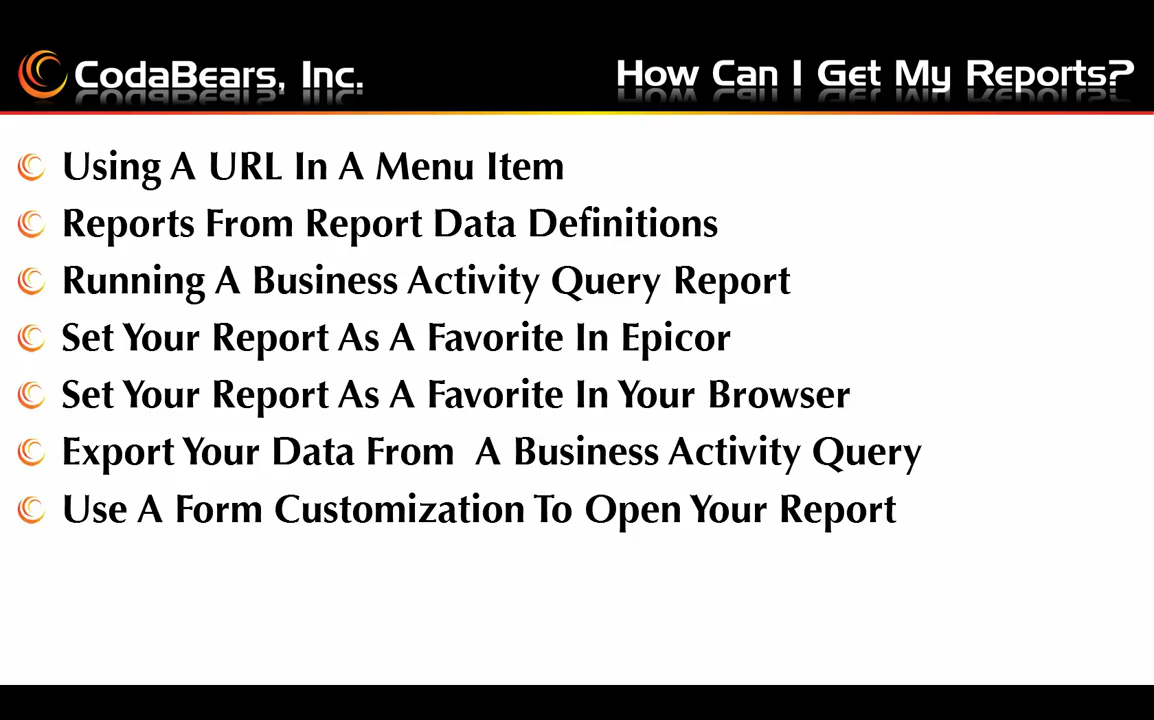 CodaBears, Inc.
How Can I Get My Reports?
Using A URL In A Menu Item
Reports From Report Data Definitions
Running A Business Activity Query Report
Set Your Report As A Favorite In Epicor
Set Your Report As A Favorite In Your Browser
Export Your Data From  A Business Activity Query
Use A Form Customization To Open Your Report